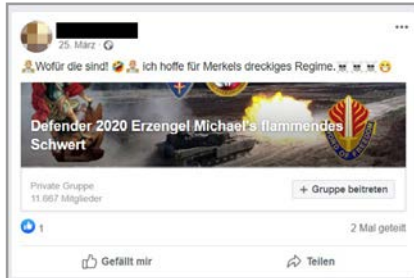 25. März
Wofür die sind! 🤣 ich hoffe für Merkels dreckiges Regime.
Defender 2020 Erzengel Michael's flammendes
Schwert
Private Gruppe
11.667 Mitglieder
+ Gruppe beitreten
1
2 Mal geteilt
Gefällt mir
Teilen